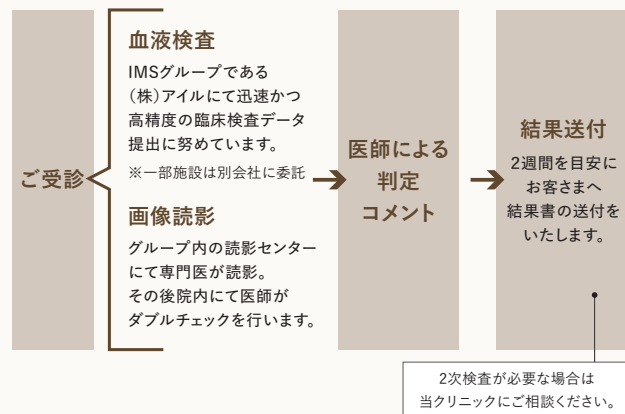 ご受診
血液検査
IMSグループである
（株）アイルにて迅速かつ
高精度の臨床検査データ
提出に努めています。
※一部施設は別会社に委託
画像読影
グループ内の読影センター
にて専門医が読影。
その後院内にて医師が
ダブルチェックを行います。
医師による
判定
コメント
結果送付
2週間を目安に
お客さまへ
結果書の送付を
いたします。
2次検査が必要な場合は
当クリニックにご相談ください。